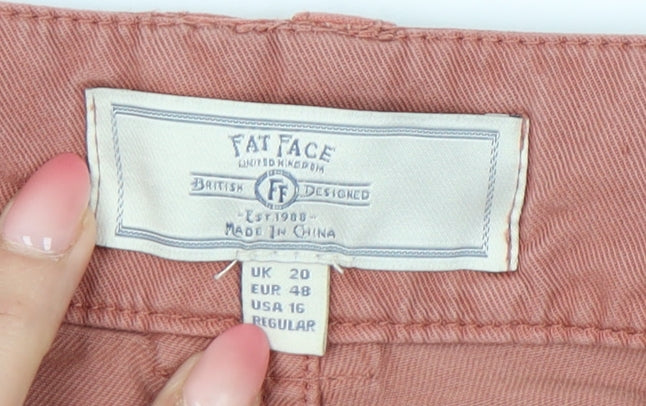 FAT FACE
UNITED KINGDOM
BRITISH FF DESIGNED
- EST 1988 -
MADE IN CHINA
UK 20
EUR 48
USA 16
REGULAR